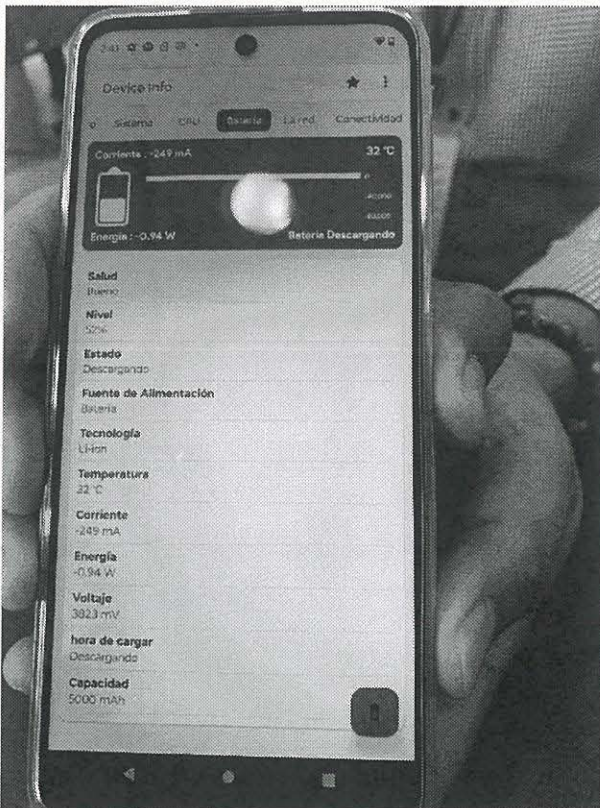 Device Info
Sistema CPU Batería La red Conectividad
Corriente : -249 mA 32 °C
Energía : -0.94 W Batería Descargando
Salud
Bueno
Nivel
52%
Estado
Descargando
Fuente de Alimentación
Batería
Tecnología
Li-ion
Temperatura
32 °C
Corriente
-249 mA
Energía
-0.94 W
Voltaje
3823 mV
hora de cargar
Descargando
Capacidad
5000 mAh